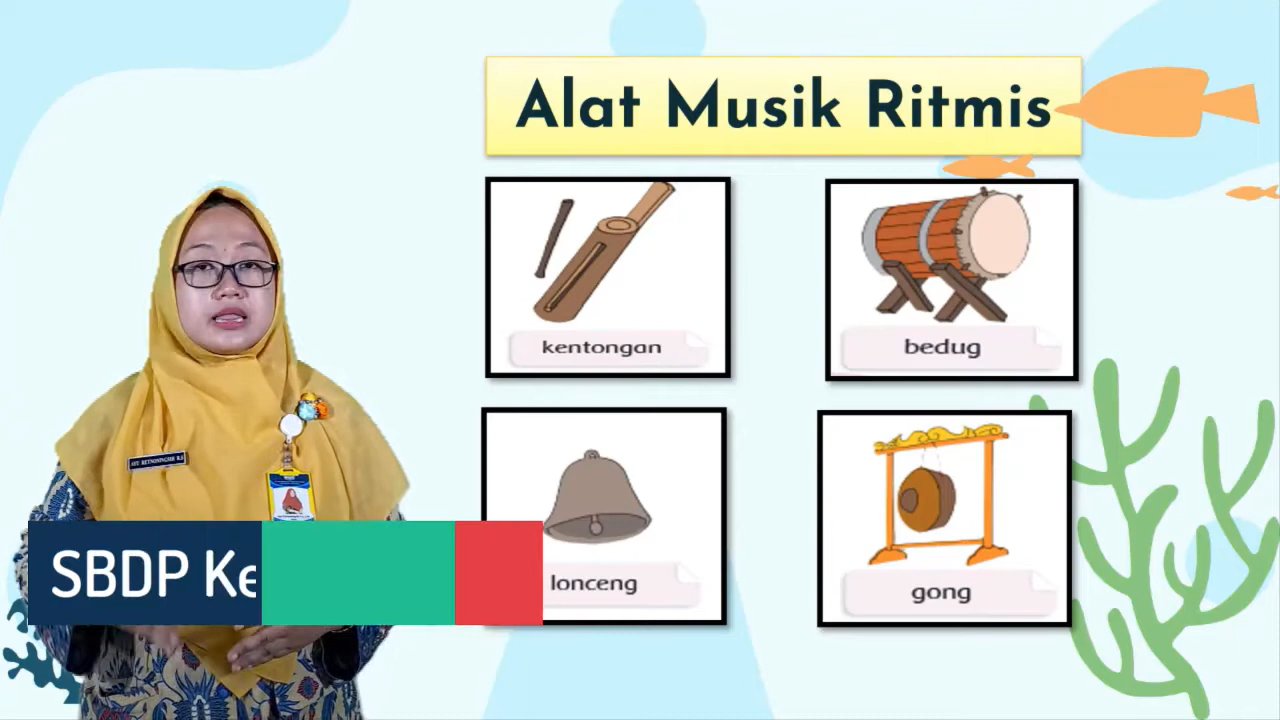 Alat Musik Ritmis
kentongan
bedug
lonceng
gong
SBDP Ke